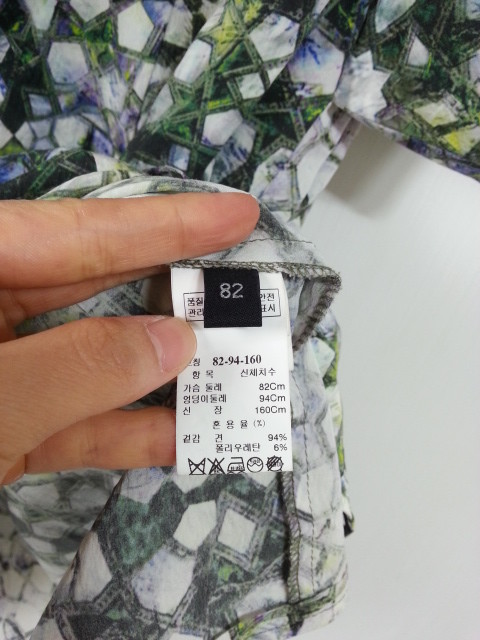 82
품질
안전
관리
표시
칭 82-94-160
항 목 신체치수
가슴 둘레 82Cm
엉덩이둘레 94Cm
신 장 160Cm
혼 용 율 (%)
겉감 견 94%
폴리우레탄 6%